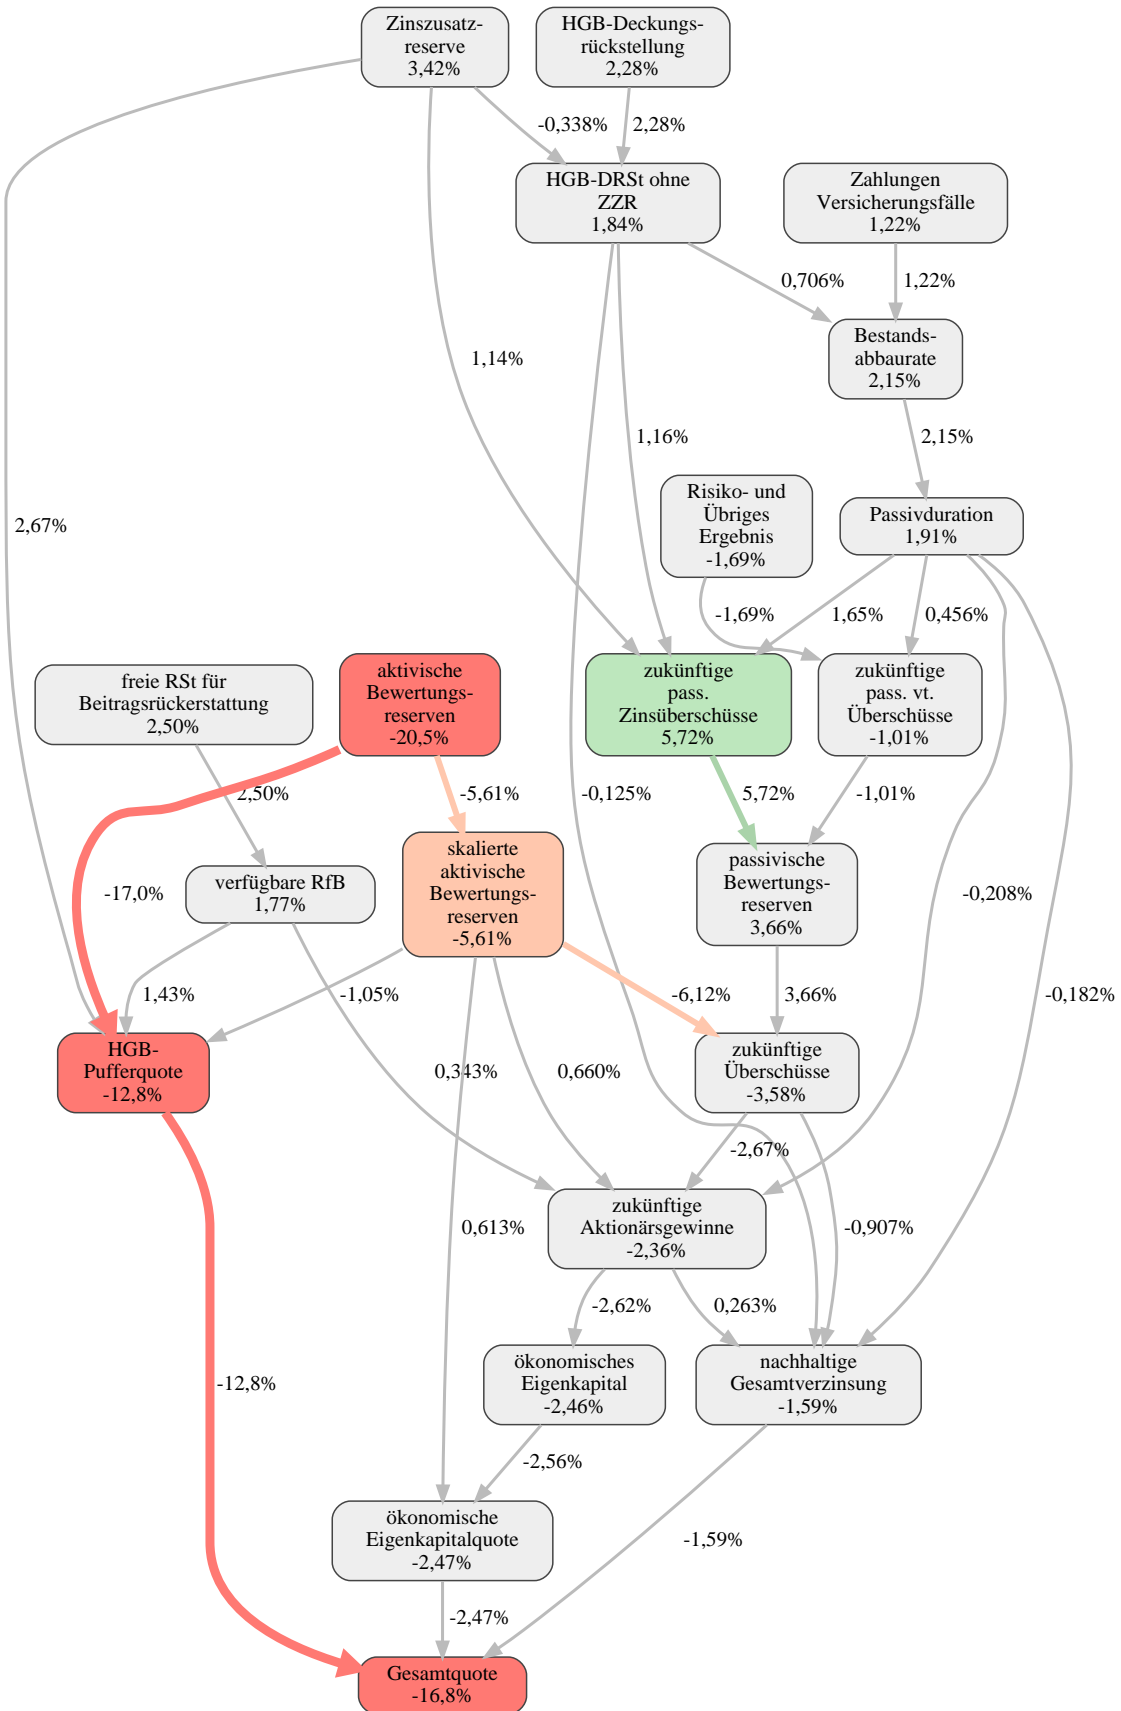 Zinszusatz-
reserve
3,42%
HGB-Deckungs-
rückstellung
2,28%
-0,338%
2,28%
HGB-DRSt ohne
ZZR
1,84%
Zahlungen
Versicherungsfälle
1,22%
0,706%
1,22%
1,14%
Bestands-
abbaurate
2,15%
1,16%
2,15%
2,67%
Risiko- und
Übriges
Ergebnis
-1,69%
Passivduration
1,91%
-1,69%
1,65%
0,456%
freie RSt für
Beitragsrückerstattung
2,50%
aktivische
Bewertungs-
reserven
-20,5%
zukünftige
pass.
Zinsüberschüsse
5,72%
zukünftige
pass. vt.
Überschüsse
-1,01%
2,50%
-5,61%
-0,125%
5,72%
-1,01%
-17,0%
verfügbare RfB
1,77%
skalierte
aktivische
Bewertungs-
reserven
-5,61%
passivische
Bewertungs-
reserven
3,66%
-0,208%
1,43%
-1,05%
-6,12%
3,66%
-0,182%
HGB-
Pufferquote
-12,8%
0,343%
0,660%
zukünftige
Überschüsse
-3,58%
-2,67%
zukünftige
Aktionärsgewinne
-2,36%
0,613%
-0,907%
-2,62%
0,263%
-12,8%
ökonomisches
Eigenkapital
-2,46%
nachhaltige
Gesamtverzinsung
-1,59%
-2,56%
ökonomische
Eigenkapitalquote
-2,47%
-1,59%
-2,47%
Gesamtquote
-16,8%